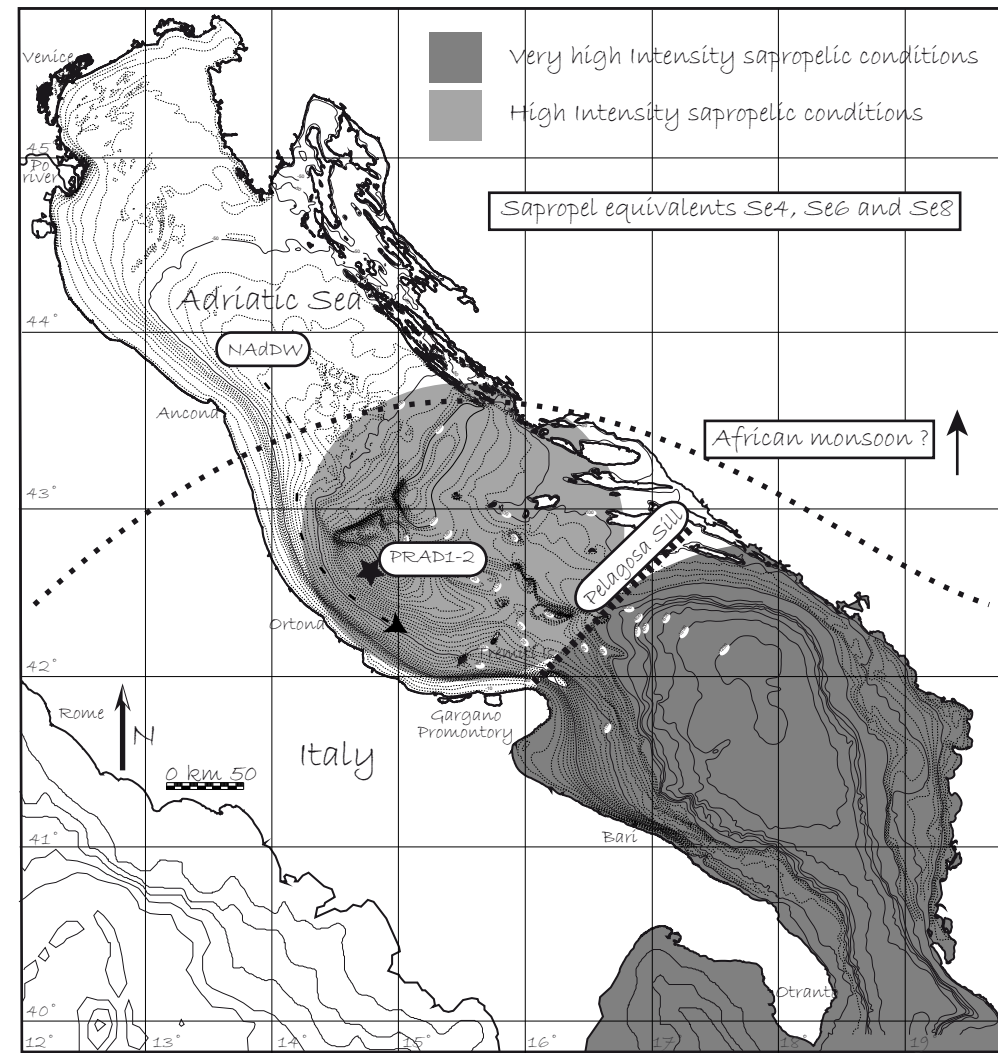 Venice
Very high Intensity sapropelic conditions
High Intensity sapropelic conditions
45°
Po
river
Sapropel equivalents Se4, Se6 and Se8
Adriatic Sea
44°
NAdDW
Ancona
African monsoon ?
43°
PRAD1-2
Pelagosa Sill
Ortona
42°
Rome
N
Gargano
Promontory
Italy
0 km 50
41°
Bari
Otranto
40°
12° 13° 14° 15° 16° 17° 18° 19°